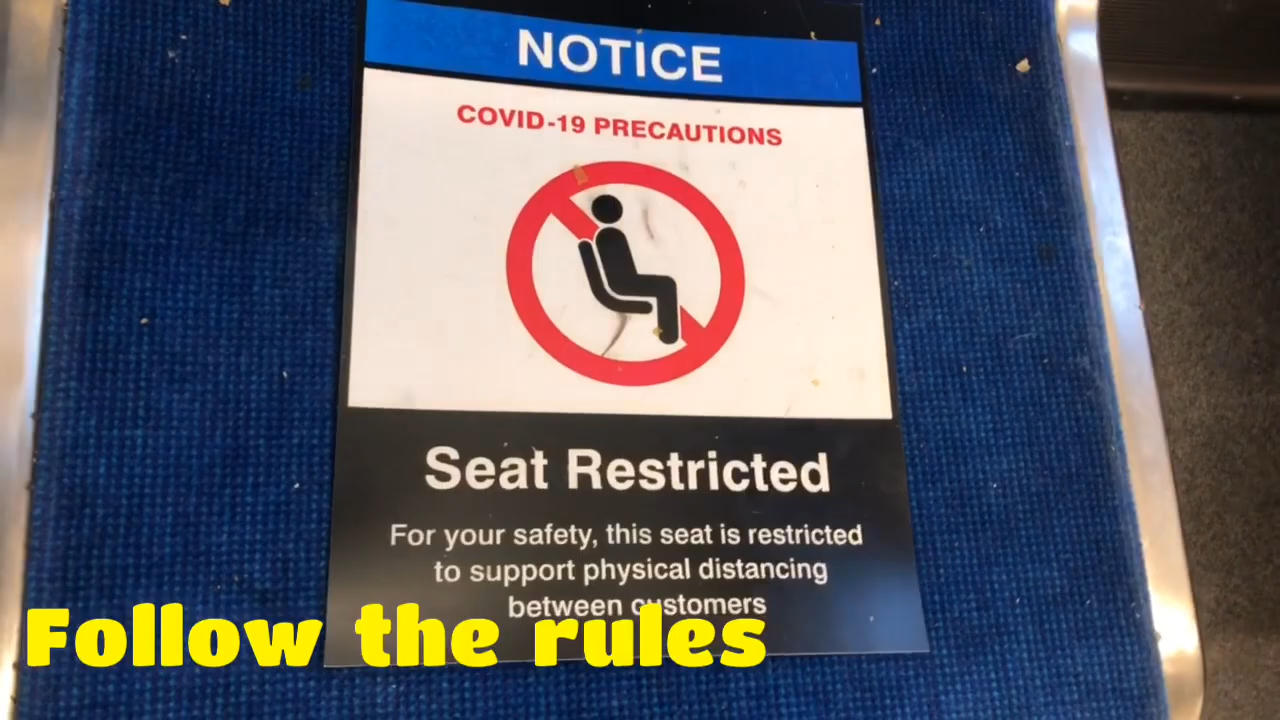 NOTICE
COVID-19 PRECAUTIONS
Seat Restricted
For your safety, this seat is restricted
to support physical distancing
between customers
Follow the rules